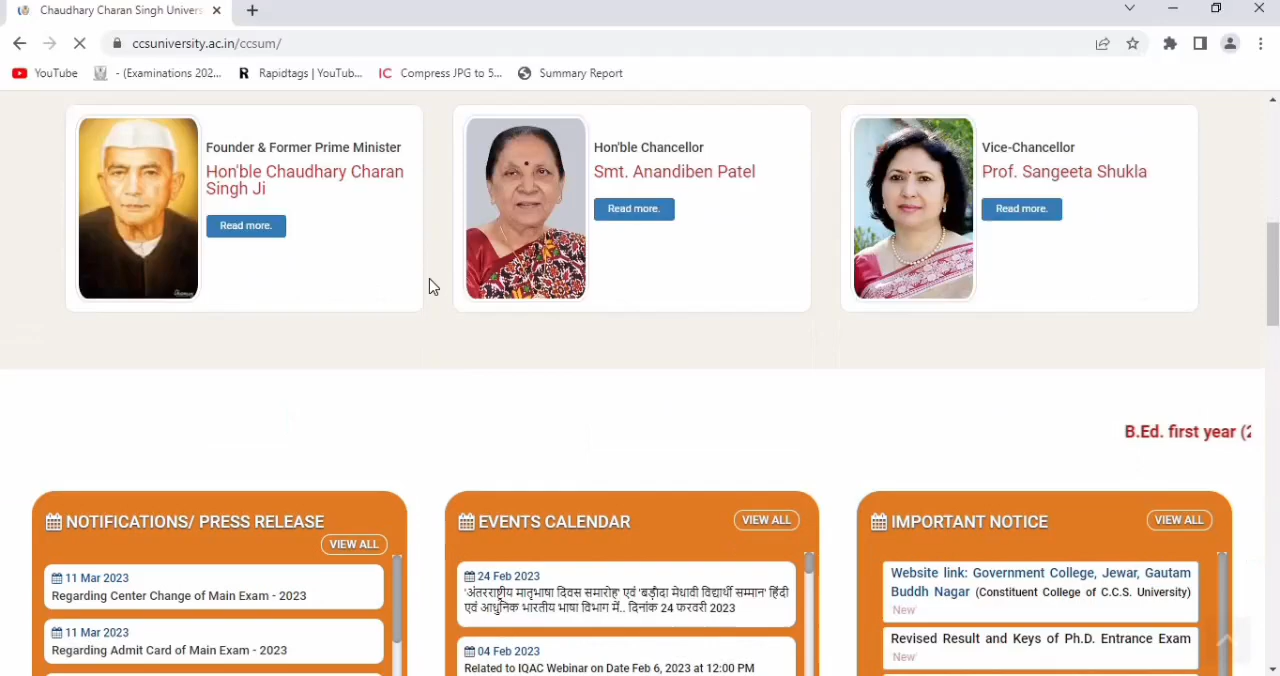 Chaudhary Charan Singh Univers
ccsuniversity.ac.in/ccsum/
YouTube
- (Examinations 202...
R Rapidtags | YouTub...
IC Compress JPG to 5...
Summary Report
Founder & Former Prime Minister
Hon'ble Chaudhary Charan
Singh Ji
Read more.
Hon'ble Chancellor
Smt. Anandiben Patel
Read more.
Vice-Chancellor
Prof. Sangeeta Shukla
Read more.
B.Ed. first year (2
NOTIFICATIONS/ PRESS RELEASE
VIEW ALL
11 Mar 2023
Regarding Center Change of Main Exam - 2023
11 Mar 2023
Regarding Admit Card of Main Exam - 2023
EVENTS CALENDAR
VIEW ALL
24 Feb 2023
'अंतरराष्ट्रीय मातृभाषा दिवस समारोह' एवं 'बड़ौदा मेधावी विद्यार्थी सम्मान' हिंदी
एवं आधुनिक भारतीय भाषा विभाग में.. दिनांक 24 फरवरी 2023
04 Feb 2023
Related to IQAC Webinar on Date Feb 6, 2023 at 12:00 PM
IMPORTANT NOTICE
VIEW ALL
Website link: Government College, Jewar, Gautam
Buddh Nagar (Constituent College of C.C.S. University)
New
Revised Result and Keys of Ph.D. Entrance Exam
New